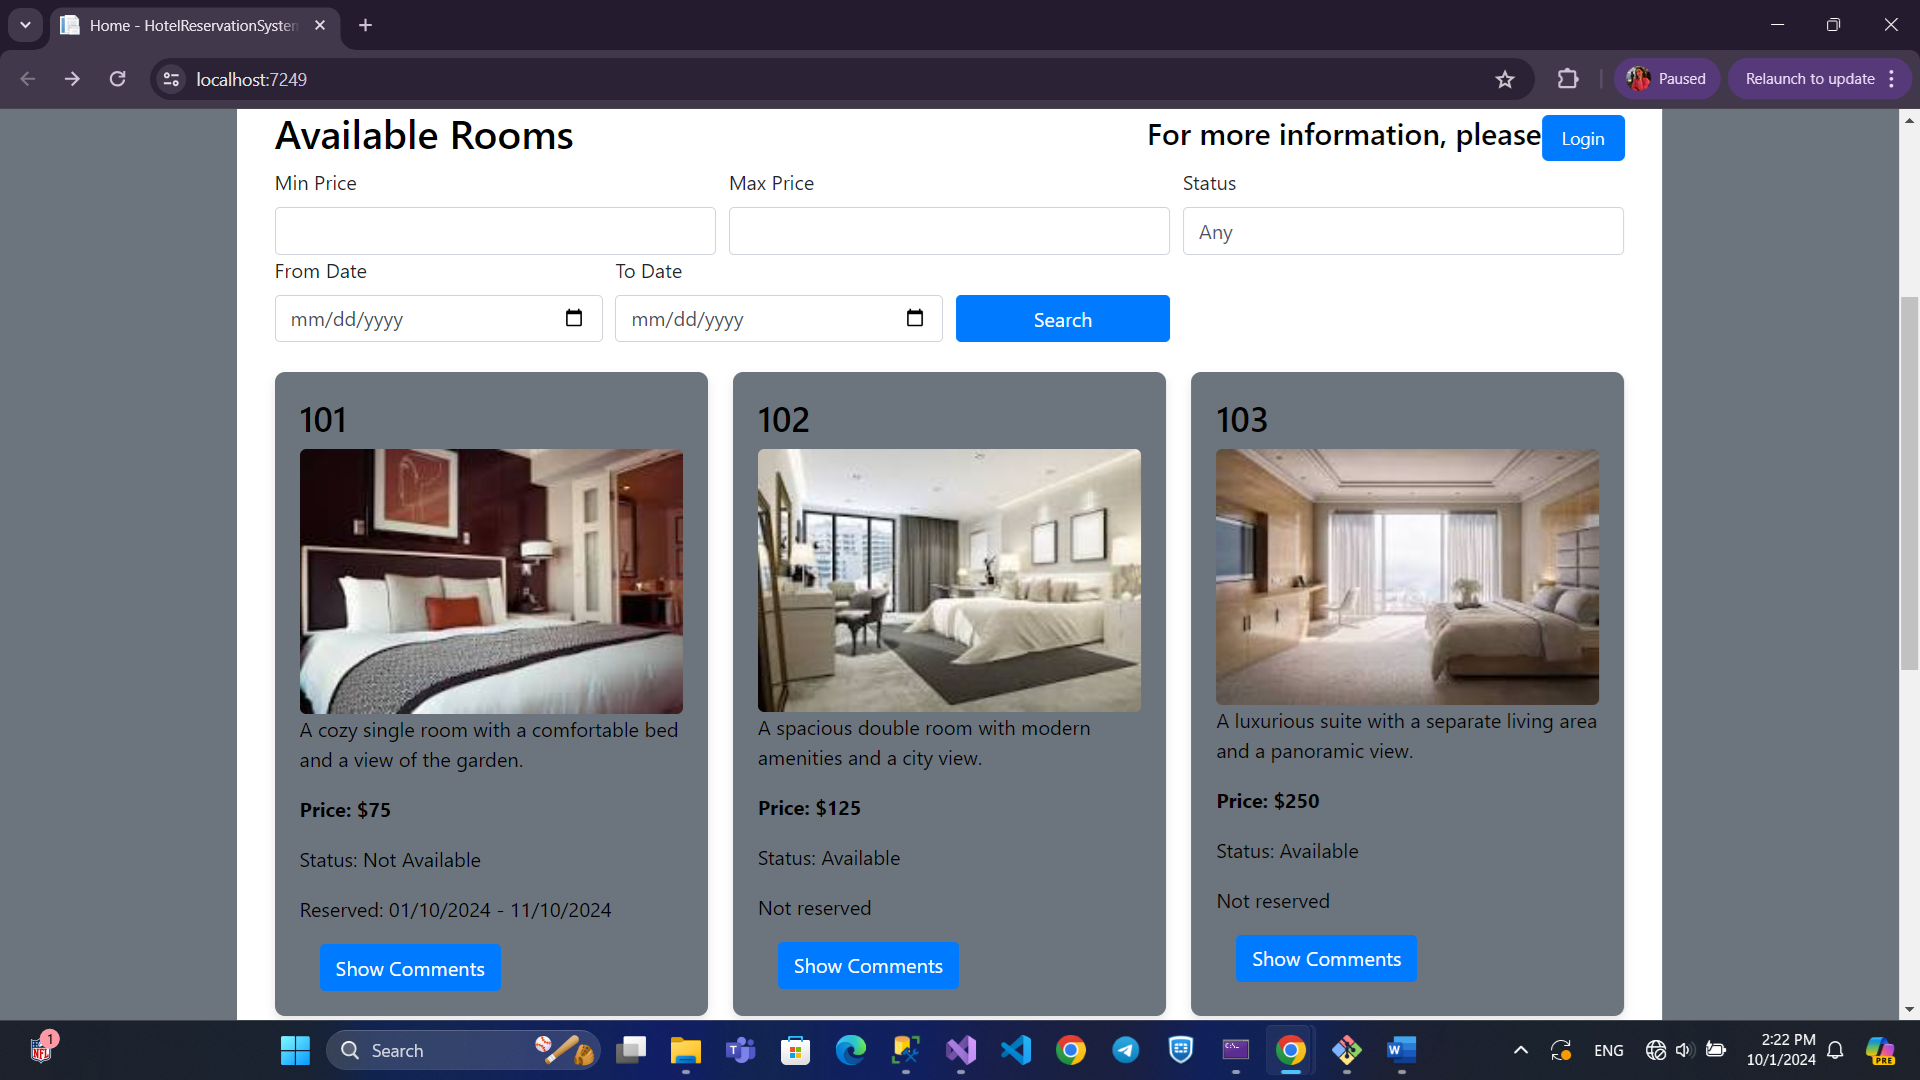 Home - HotelReservationSystem
localhost:7249
Paused
Relaunch to update
Available Rooms
For more information, please
Login
Min Price
Max Price
Status
Any
From Date
To Date
mm/dd/yyyy
mm/dd/yyyy
Search
101
A cozy single room with a comfortable bed
and a view of the garden.
Price: $75
Status: Not Available
Reserved: 01/10/2024 - 11/10/2024
Show Comments
102
A spacious double room with modern
amenities and a city view.
Price: $125
Status: Available
Not reserved
Show Comments
103
A luxurious suite with a separate living area
and a panoramic view.
Price: $250
Status: Available
Not reserved
Show Comments
1
NFL
Search
ENG
2:22 PM
10/1/2024
PRE